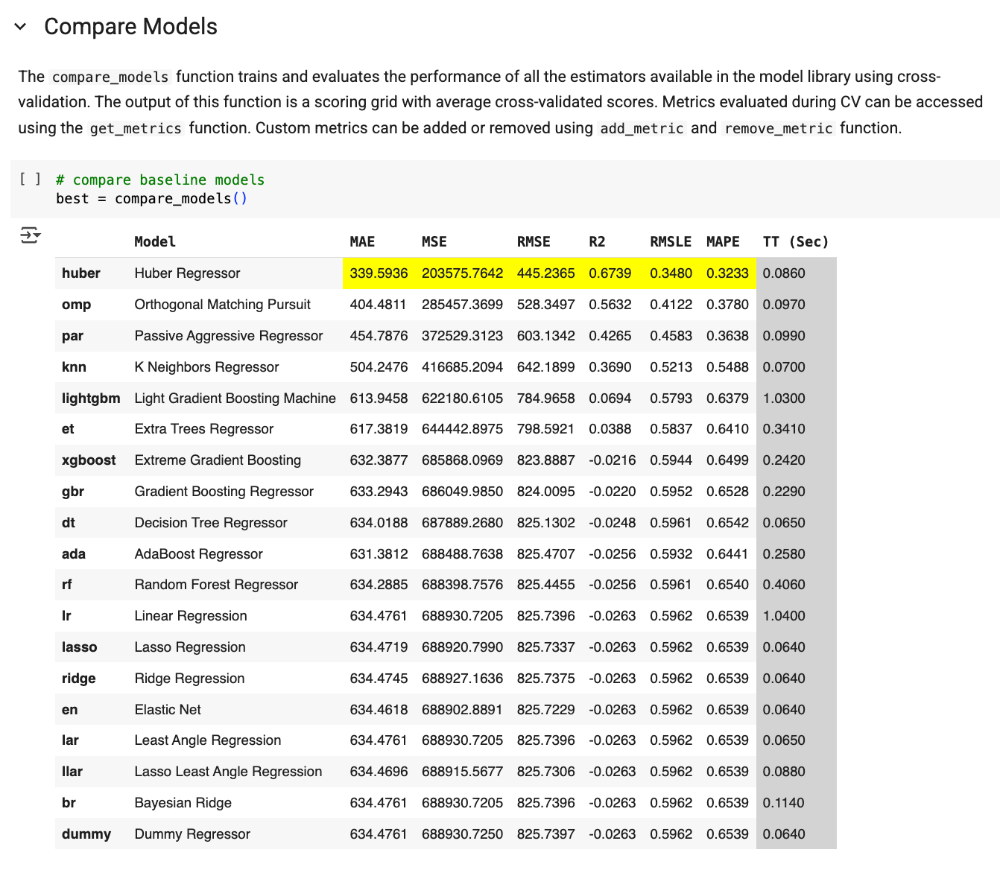 Compare Models
The compare_models function trains and evaluates the performance of all the estimators available in the model library using cross-
validation. The output of this function is a scoring grid with average cross-validated scores. Metrics evaluated during CV can be accessed
using the get_metrics function. Custom metrics can be added or removed using add_metric and remove_metric function.
[ ] # compare baseline models
best = compare_models()
Model MAE MSE RMSE R2 RMSLE MAPE TT (Sec)
huber Huber Regressor 339.5936 203575.7642 445.2365 0.6739 0.3480 0.3233 0.0860
omp Orthogonal Matching Pursuit 404.4811 285457.3699 528.3497 0.5632 0.4122 0.3780 0.0970
par Passive Aggressive Regressor 454.7876 372529.3123 603.1342 0.4265 0.4583 0.3638 0.0990
knn K Neighbors Regressor 504.2476 416685.2094 642.1899 0.3690 0.5213 0.5488 0.0700
lightgbm Light Gradient Boosting Machine 613.9458 622180.6105 784.9658 0.0694 0.5793 0.6379 1.0300
et Extra Trees Regressor 617.3819 644442.8975 798.5921 0.0388 0.5837 0.6410 0.3410
xgboost Extreme Gradient Boosting 632.3877 685868.0969 823.8887 -0.0216 0.5944 0.6499 0.2420
gbr Gradient Boosting Regressor 633.2943 686049.9850 824.0095 -0.0220 0.5952 0.6528 0.2290
dt Decision Tree Regressor 634.0188 687889.2680 825.1302 -0.0248 0.5961 0.6542 0.0650
ada AdaBoost Regressor 631.3812 688488.7638 825.4707 -0.0256 0.5932 0.6441 0.2580
rf Random Forest Regressor 634.2885 688398.7576 825.4455 -0.0256 0.5961 0.6540 0.4060
lr Linear Regression 634.4761 688930.7205 825.7396 -0.0263 0.5962 0.6539 1.0400
lasso Lasso Regression 634.4719 688920.7990 825.7337 -0.0263 0.5962 0.6539 0.0640
ridge Ridge Regression 634.4745 688927.1636 825.7375 -0.0263 0.5962 0.6539 0.0640
en Elastic Net 634.4618 688902.8891 825.7229 -0.0263 0.5962 0.6539 0.0640
lar Least Angle Regression 634.4761 688930.7205 825.7396 -0.0263 0.5962 0.6539 0.0650
llar Lasso Least Angle Regression 634.4696 688915.5677 825.7306 -0.0263 0.5962 0.6539 0.0880
br Bayesian Ridge 634.4761 688930.7205 825.7396 -0.0263 0.5962 0.6539 0.1140
dummy Dummy Regressor 634.4761 688930.7250 825.7397 -0.0263 0.5962 0.6539 0.0640